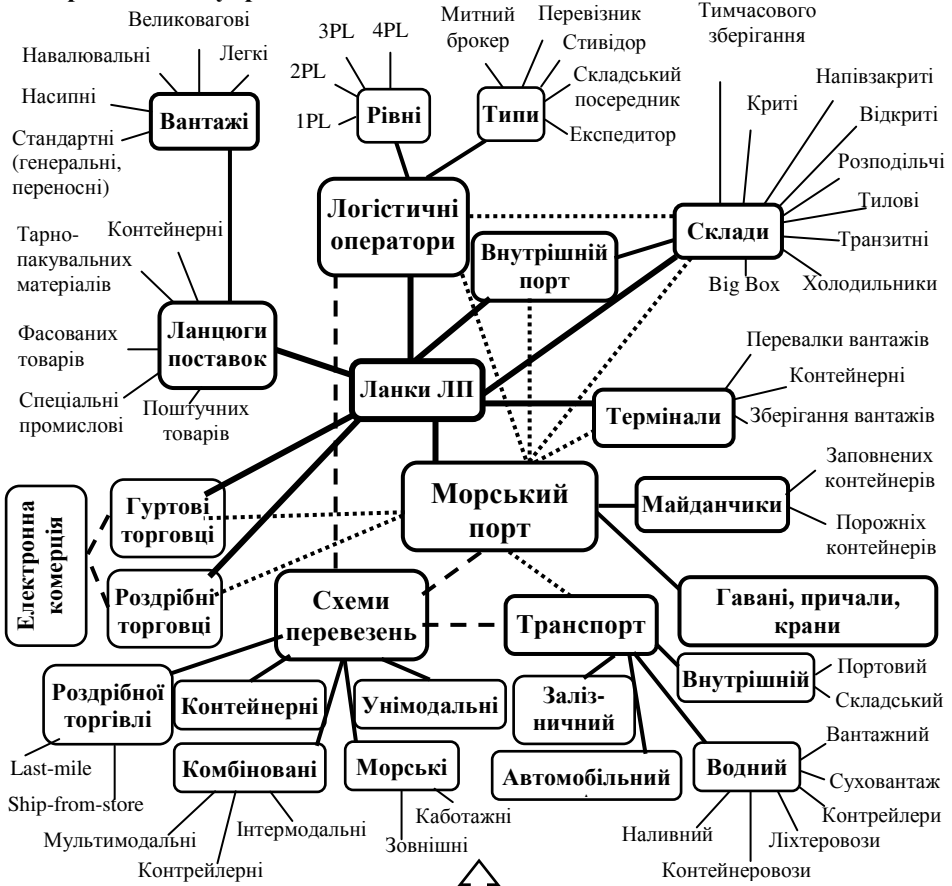 Великовагові
Навалювальні
Легкі
Насипні
Вантажі
Стандартні
(генеральні,
переносні)
3PL
4PL
2PL
1PL
Рівні
Митний
брокер
Перевізник
Стивідор
Складський
посередник
Експедитор
Типи
Тимчасового
зберігання
Криті
Напівзакриті
Відкриті
Розподільчі
Тилові
Транзитні
Холодильники
Big Box
Склади
Логістичні
оператори
Внутрішній
порт
Тарно-
пакувальних
матеріалів
Контейнерні
Фасованих
товарів
Ланцюги
поставок
Спеціальні
промислові
Поштучних
товарів
Ланки ЛП
Перевалки вантажів
Контейнерні
Зберігання вантажів
Термінали
Морський
порт
Майданчики
Заповнених
контейнерів
Порожніх
контейнерів
Електронна
комерція
Гуртові
торговці
Роздрібні
торговці
Схеми
перевезень
Транспорт
Гавані, причали,
крани
Роздрібної
торгівлі
Контейнерні
Унімодальні
Заліз-
ничний
Внутрішній
Портовий
Складський
Last-mile
Ship-from-store
Комбіновані
Морські
Автомобільний
Водний
Вантажний
Суховантаж
Контрейлери
Ліхтеровози
Контейнеровози
Наливний
Мультимодальні
Контрейлерні
Інтермодальні
Каботажні
Зовнішні